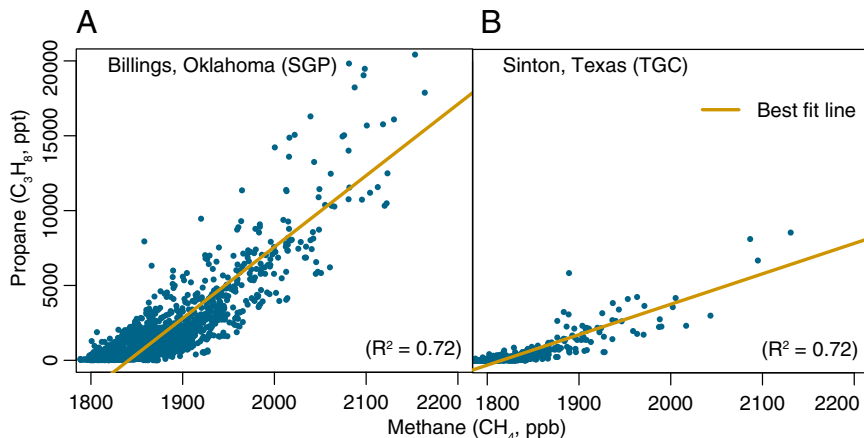 A
B
Billings, Oklahoma (SGP)
Sinton, Texas (TGC)
Best fit line
Propane (C₃H₈, ppt)
20000
15000
10000
5000
0
(R² = 0.72)
(R² = 0.72)
1800 1900 2000 2100 2200
1800 1900 2000 2100 2200
Methane (CH₄, ppb)